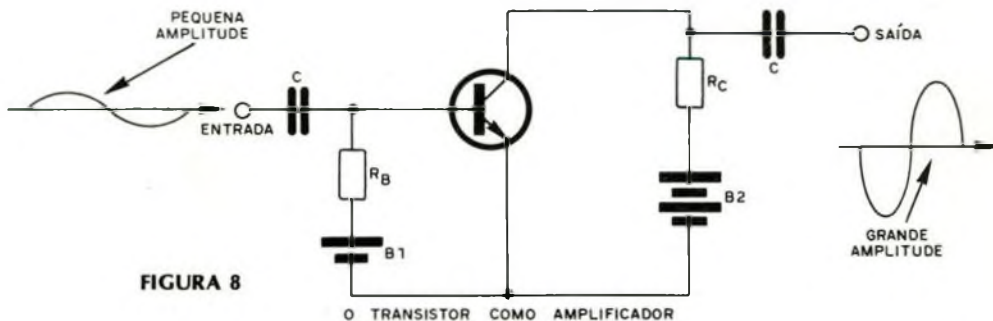 PEQUENA
AMPLITUDE
C
ENTRADA
RB
B1
RC
B2
C
SAÍDA
GRANDE
AMPLITUDE
FIGURA 8
O TRANSISTOR COMO AMPLIFICADOR